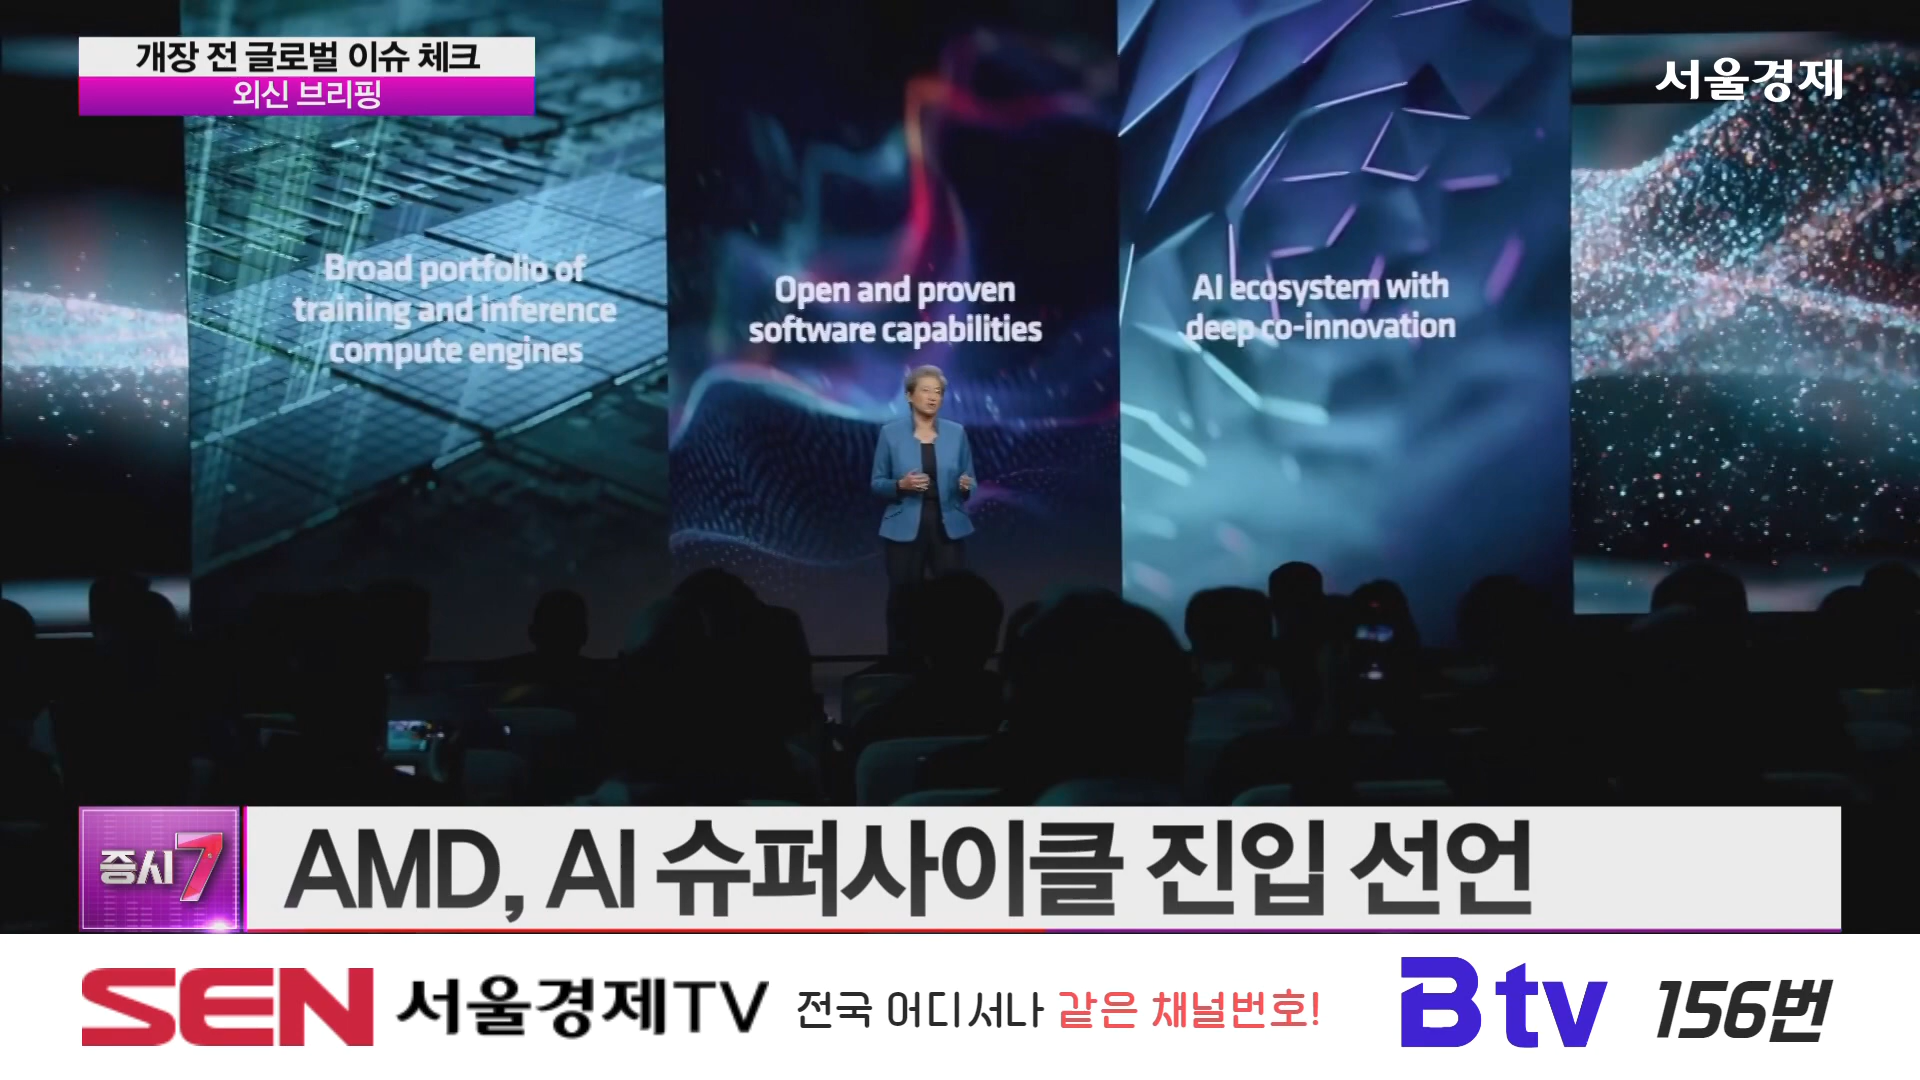 개장 전 글로벌 이슈 체크
외신 브리핑
서울경제
Broad portfolio of
training and inference
compute engines
Open and proven
software capabilities
AI ecosystem with
deep co-innovation
증시7
AMD, AI 슈퍼사이클 진입 선언
SEN 서울경제TV 전국 어디서나 같은 채널번호! B tv 156번